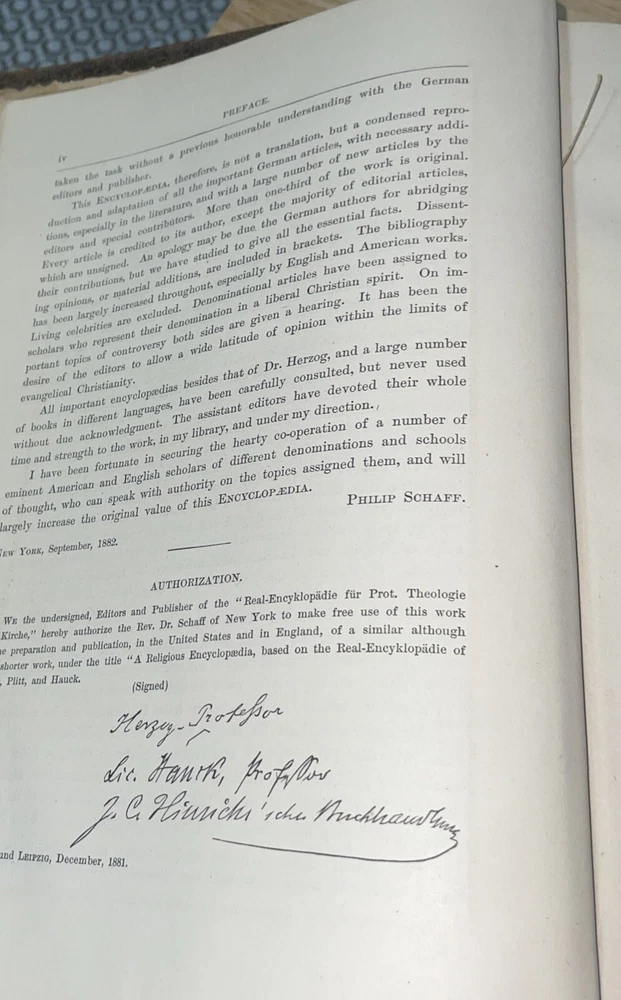 iv
PREFACE.
taken the task without a previous honorable understanding with the German
editors and publisher.
This ENCYCLOPÆDIA, therefore, is not a translation, but a condensed repro-
duction and adaptation of all the important German articles, with necessary addi-
tions, especially in the literature, and with a large number of new articles by the
editors and special contributors. More than one-third of the work is original.
Every article is credited to its author, except the majority of editorial articles,
which are unsigned. An apology may be due the German authors for abridging
their contributions, but we have studied to give all the essential facts. Dissent-
ing opinions, or material additions, are included in brackets. The bibliography
has been largely increased throughout, especially by English and American works.
Living celebrities are excluded. Denominational articles have been assigned to
scholars who represent their denomination in a liberal Christian spirit. On im-
portant topics of controversy both sides are given a hearing. It has been the
desire of the editors to allow a wide latitude of opinion within the limits of
evangelical Christianity.
All important encyclopædias besides that of Dr. Herzog, and a large number
of books in different languages, have been carefully consulted, but never used
without due acknowledgment. The assistant editors have devoted their whole
time and strength to the work, in my library, and under my direction.
I have been fortunate in securing the hearty co-operation of a number of
eminent American and English scholars of different denominations and schools
of thought, who can speak with authority on the topics assigned them, and will
largely increase the original value of this ENCYCLOPÆDIA.
PHILIP SCHAFF.
NEW YORK, September, 1882.
AUTHORIZATION.
WE the undersigned, Editors and Publisher of the "Real-Encyklopädie für Prot. Theologie
Kirche," hereby authorize the Rev. Dr. Schaff of New York to make free use of this work
preparation and publication, in the United States and in England, of a similar although
shorter work, under the title "A Religious Encyclopædia, based on the Real-Encyklopädie of
, Plitt, and Hauck.
(Signed)
Herzog, Professor
Lic. Hauck, Professor
J. C. Hinrichs'sche Buchhandlung
and LEIPZIG, December, 1881.